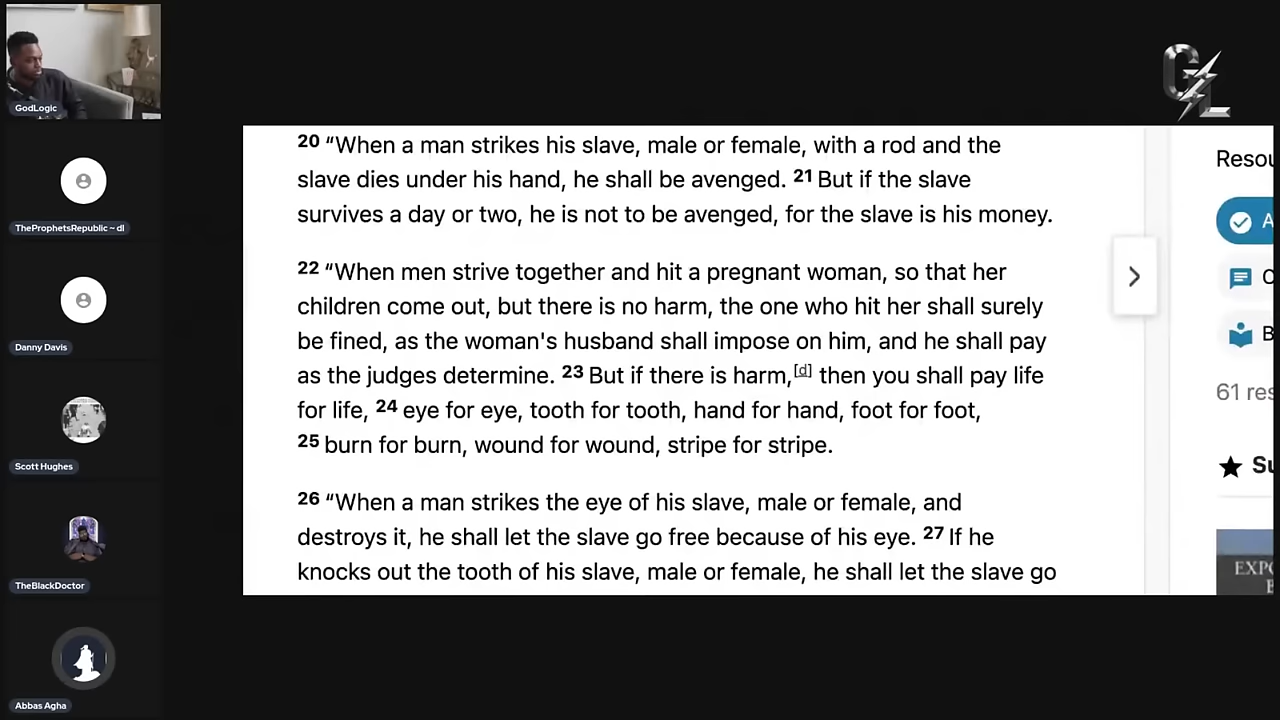 GodLogic
TheProphetsRepublic ~ dl
Danny Davis
Scott Hughes
TheBlackDoctor
Abbas Agha
GL
20 “When a man strikes his slave, male or female, with a rod and the
slave dies under his hand, he shall be avenged. 21 But if the slave
survives a day or two, he is not to be avenged, for the slave is his money.
22 “When men strive together and hit a pregnant woman, so that her
children come out, but there is no harm, the one who hit her shall surely
be fined, as the woman's husband shall impose on him, and he shall pay
as the judges determine. 23 But if there is harm,[d] then you shall pay life
for life, 24 eye for eye, tooth for tooth, hand for hand, foot for foot,
25 burn for burn, wound for wound, stripe for stripe.
26 “When a man strikes the eye of his slave, male or female, and
destroys it, he shall let the slave go free because of his eye. 27 If he
knocks out the tooth of his slave, male or female, he shall let the slave go
Resou
A
C
B
61 res
Su
EXPO